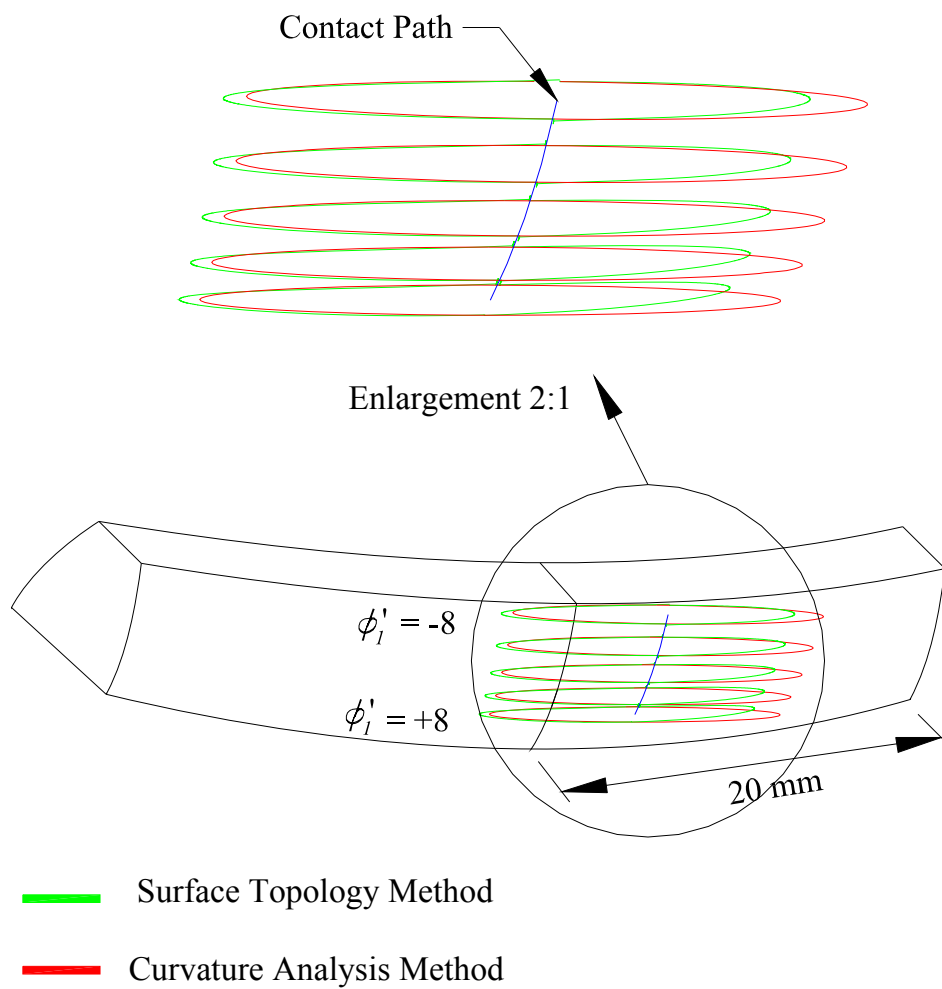 Contact Path
Enlargement 2:1
ϕ₁' = -8
ϕ₁' = +8
20 mm
Surface Topology Method
Curvature Analysis Method